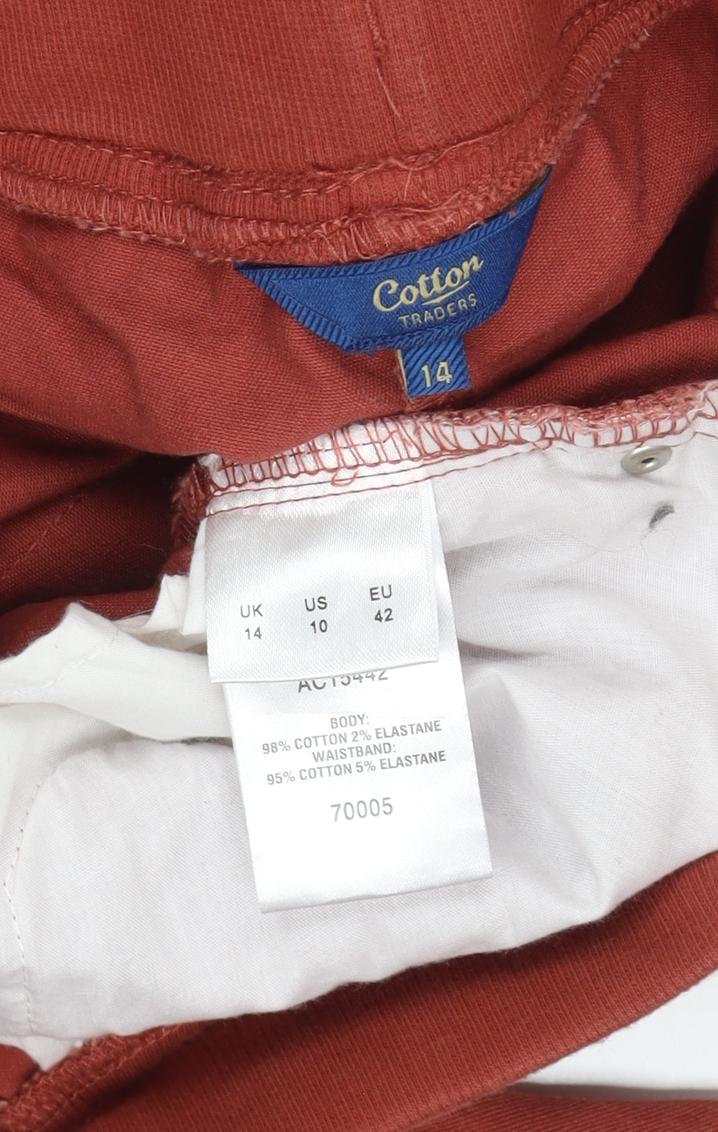 Cotton
TRADERS
14
UK US EU
14 10 42
AC15442
BODY:
98% COTTON 2% ELASTANE
WAISTBAND:
95% COTTON 5% ELASTANE
70005